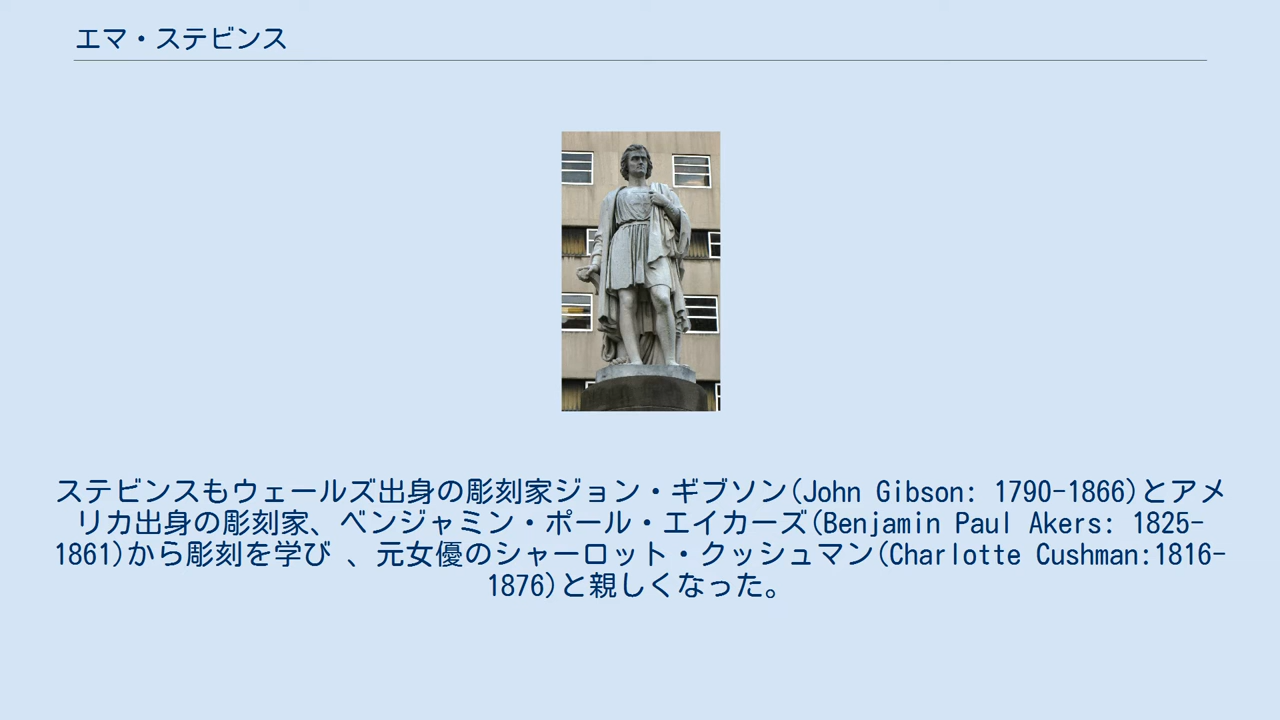 エマ・ステビンス
ステビンスもウェールズ出身の彫刻家ジョン・ギブソン(John Gibson: 1790-1866)とアメ
リカ出身の彫刻家、ベンジャミン・ポール・エイカーズ(Benjamin Paul Akers: 1825-
1861)から彫刻を学び 、元女優のシャーロット・クッシュマン(Charlotte Cushman:1816-
1876)と親しくなった。